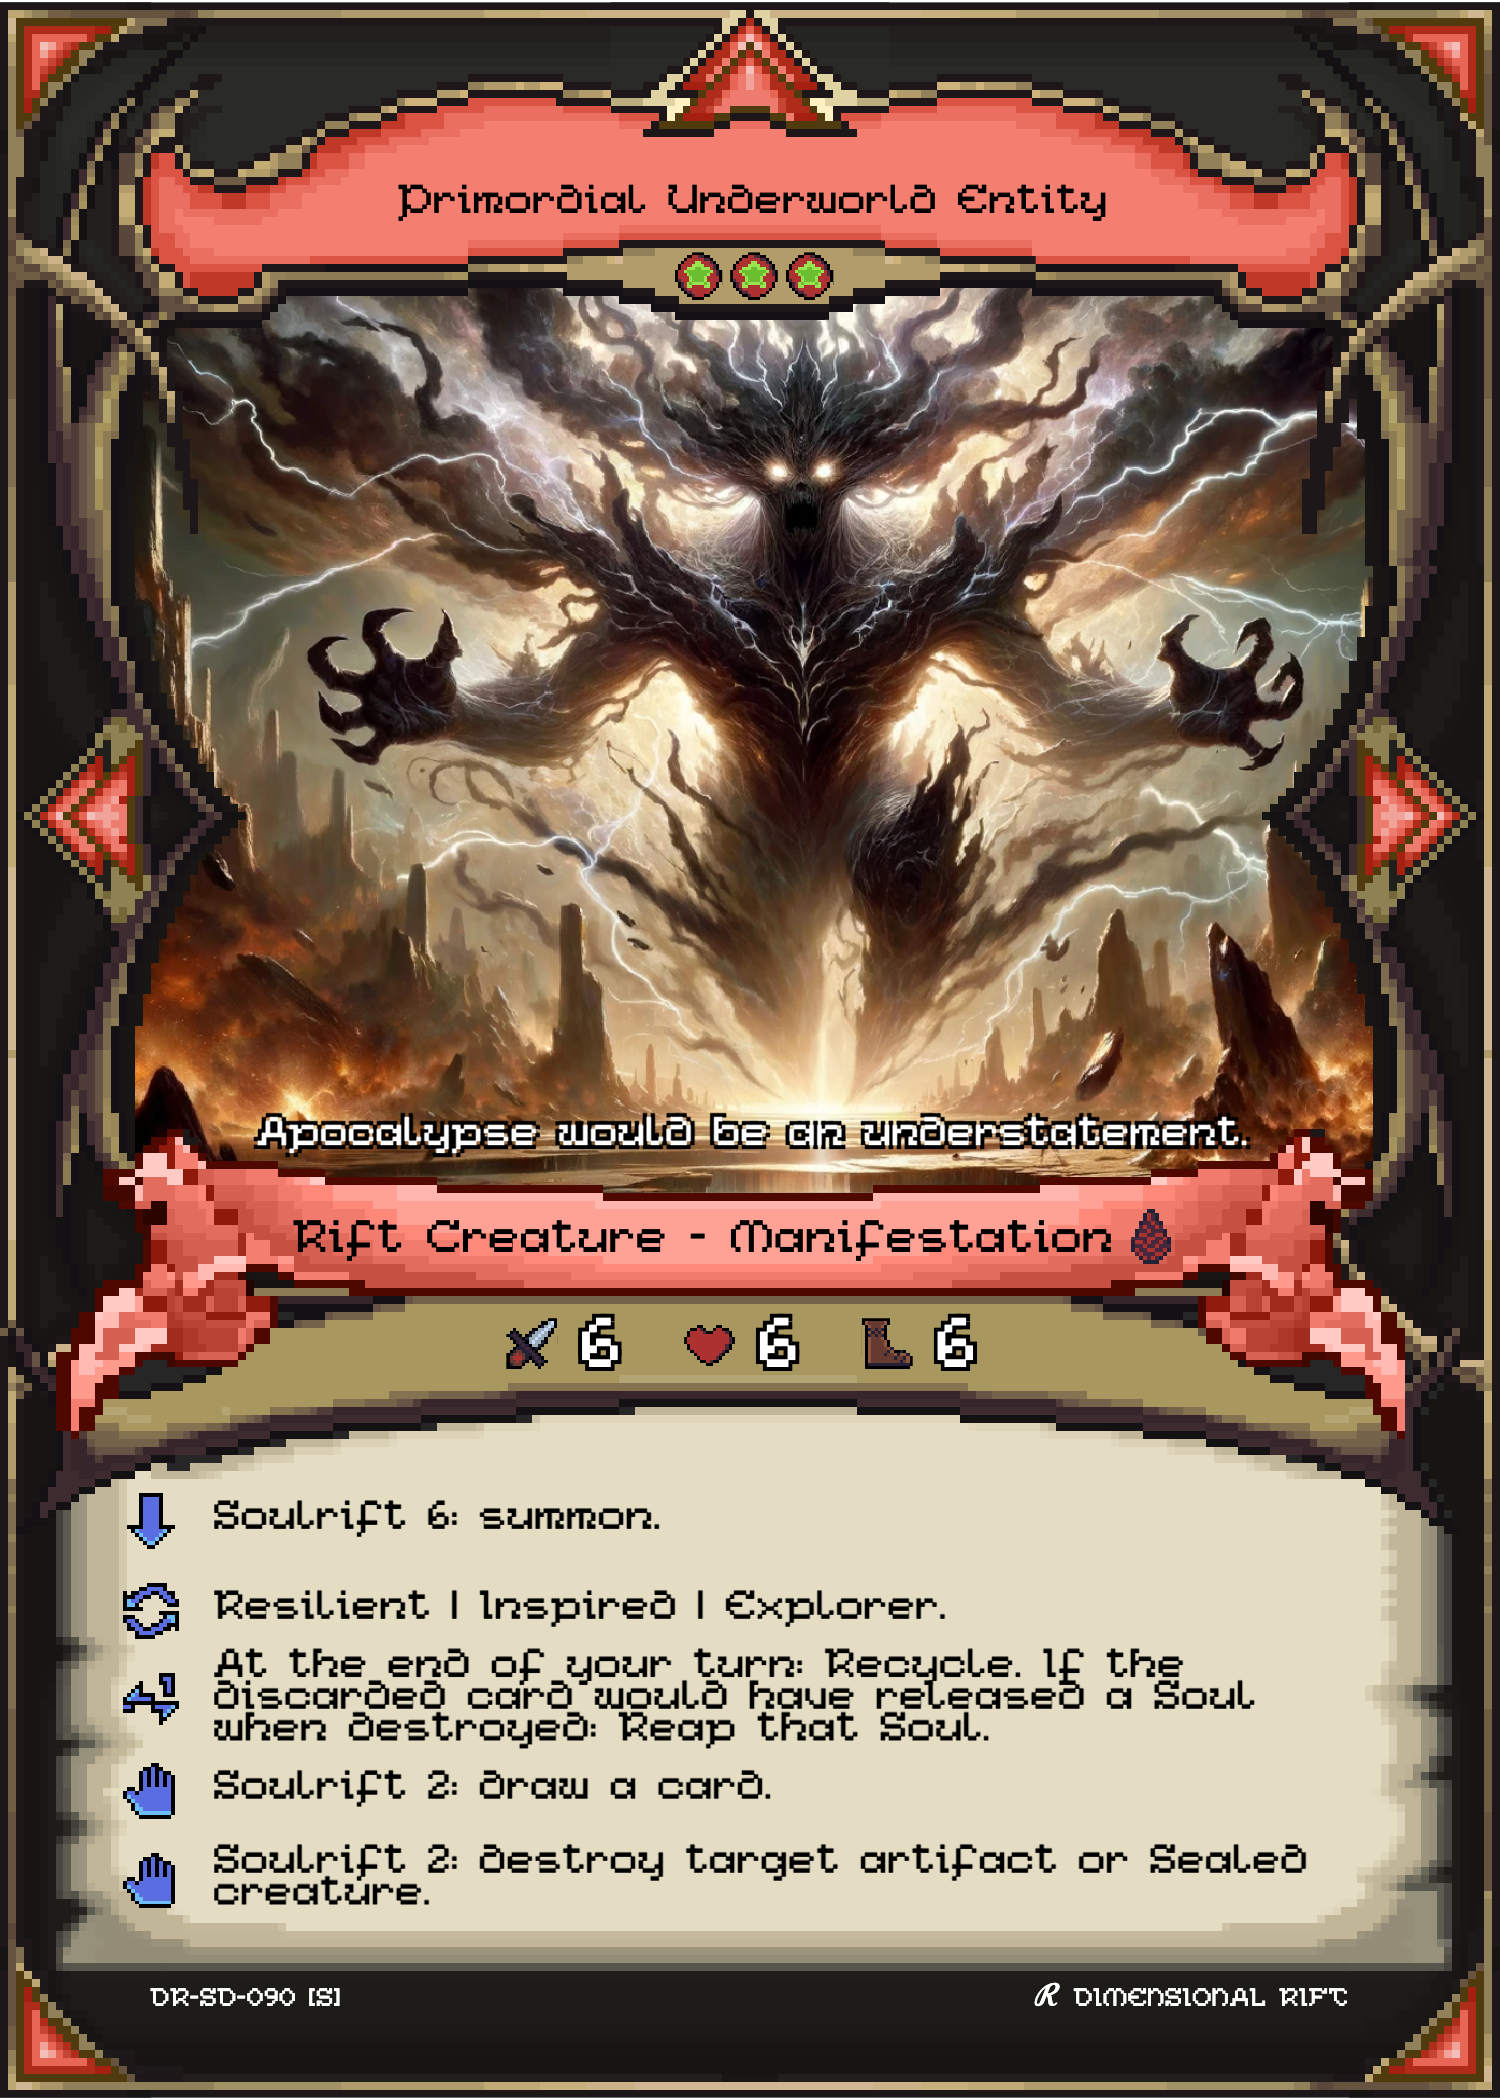 Primordial Underworld Entity
Apocalypse would be an understatement.
Rift Creature - Manifestation
6 6 6
Soulrift 6: summon.
Resilient | Inspired | Explorer.
At the end of your turn: Recycle. If the
discarded card would have released a Soul
when destroyed: Reap that Soul.
Soulrift 2: draw a card.
Soulrift 2: destroy target artifact or Sealed
creature.
DR-SD-090 [S]
R DIMENSIONAL RIFT